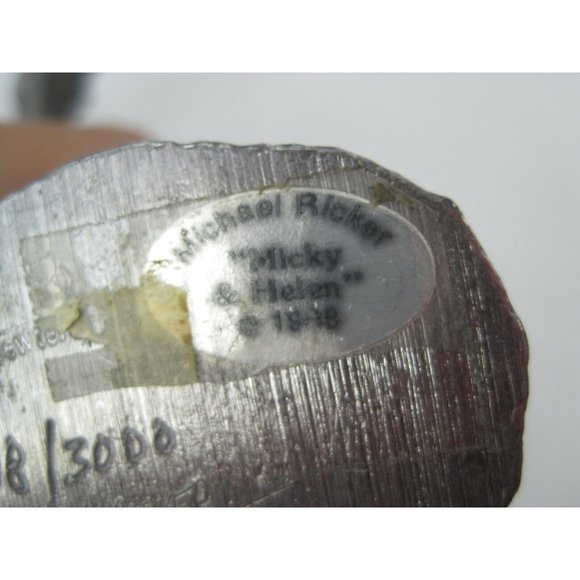 Michael Ricker
"Micky
& Helen"
8/3000